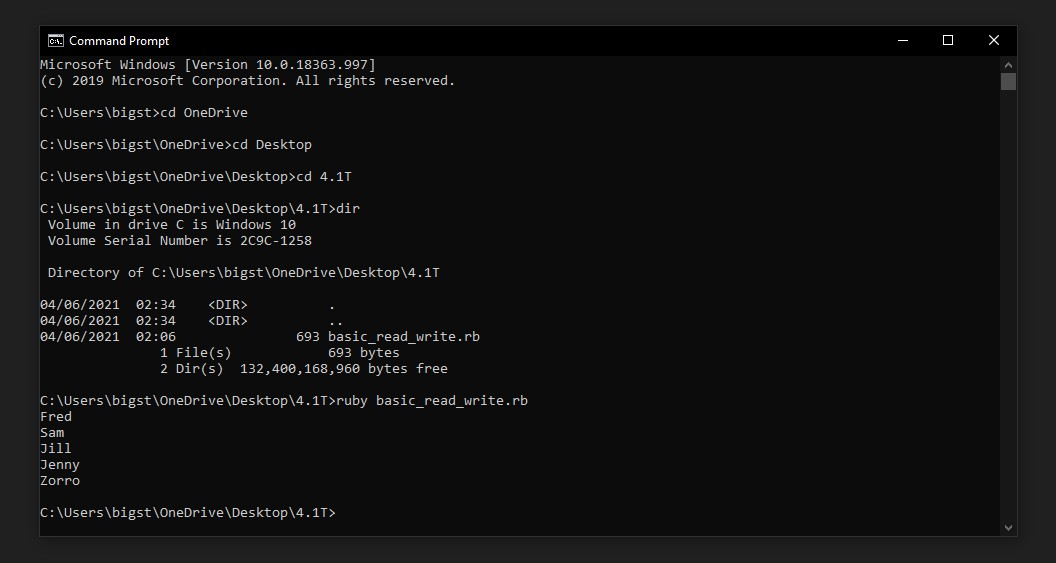 Command Prompt
Microsoft Windows [Version 10.0.18363.997]
(c) 2019 Microsoft Corporation. All rights reserved.
C:\Users\bigst>cd OneDrive
C:\Users\bigst\OneDrive>cd Desktop
C:\Users\bigst\OneDrive\Desktop>cd 4.1T
C:\Users\bigst\OneDrive\Desktop\4.1T>dir
 Volume in drive C is Windows 10
 Volume Serial Number is 2C9C-1258
 Directory of C:\Users\bigst\OneDrive\Desktop\4.1T
04/06/2021  02:34    <DIR>          .
04/06/2021  02:34    <DIR>          ..
04/06/2021  02:06               693 basic_read_write.rb
               1 File(s)            693 bytes
               2 Dir(s)  132,400,168,960 bytes free
C:\Users\bigst\OneDrive\Desktop\4.1T>ruby basic_read_write.rb
Fred
Sam
Jill
Jenny
Zorro
C:\Users\bigst\OneDrive\Desktop\4.1T>